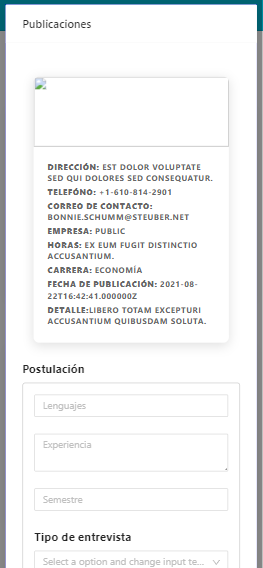 Publicaciones
DIRECCIÓN: EST DOLOR VOLUPTATE
SED QUI DOLORES SED CONSEQUATUR.
TELEFÓNO: +1-610-814-2901
CORREO DE CONTACTO:
BONNIE.SCHUMM@STEUBER.NET
EMPRESA: PUBLIC
HORAS: EX EUM FUGIT DISTINCTIO
ACCUSANTIUM.
CARRERA: ECONOMÍA
FECHA DE PUBLICACIÓN: 2021-08-
22T16:42:41.000000Z
DETALLE:LIBERO TOTAM EXCEPTURI
ACCUSANTIUM QUIBUSDAM SOLUTA.
Postulación
Lenguajes
Experiencia
Semestre
Tipo de entrevista
Select a option and change input te...